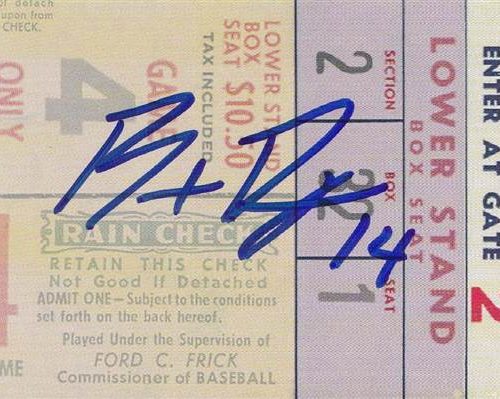 detached
upon from
CHECK.
ONLY
4
GAME
TAX INCLUDED
LOWER STAND
BOX
SEAT $10.50
RAIN CHECK
RETAIN THIS CHECK
Not Good if Detached
ADMIT ONE—Subject to the conditions
set forth on the back hereof.
Played Under the Supervision of
FORD C. FRICK
Commissioner of BASEBALL
SECTION
2
BOX
32
SEAT
1
14
LOWER STAND
BOX SEAT
ENTER AT GATE
2